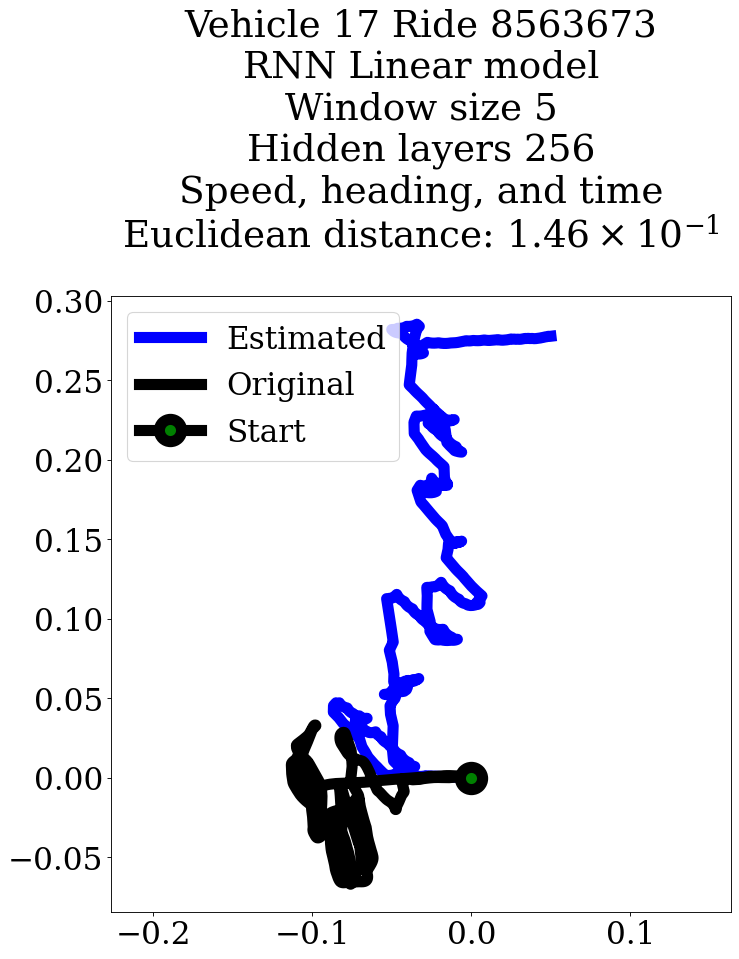 Vehicle 17 Ride 8563673
RNN Linear model
Window size 5
Hidden layers 256
Speed, heading, and time
Euclidean distance: 1.46 × 10⁻¹
0.30
0.25
0.20
0.15
0.10
0.05
0.00
−0.05
Estimated
Original
Start
−0.2
−0.1
0.0
0.1